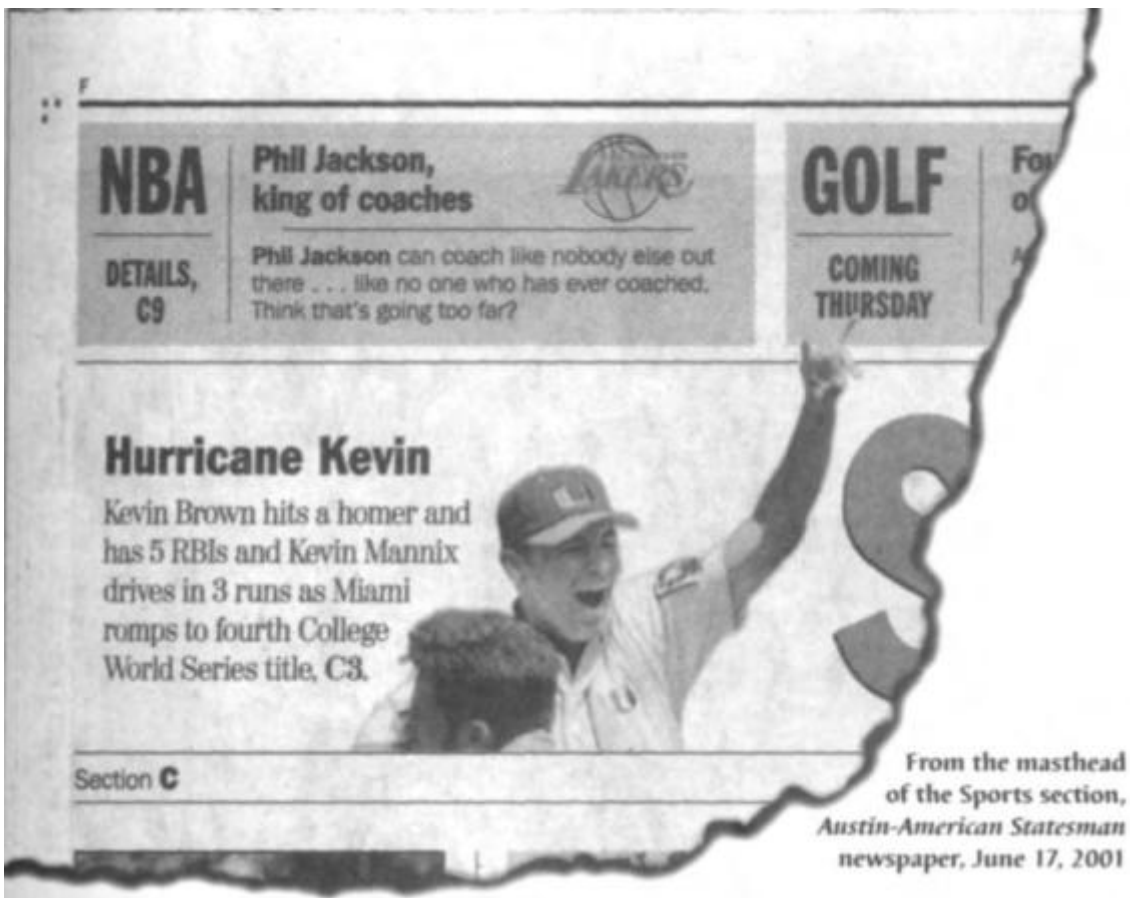 F
NBA
DETAILS,
C9
Phil Jackson,
king of coaches
LAKERS
Phil Jackson can coach like nobody else out
there . . . like no one who has ever coached.
Think that's going too far?
GOLF
COMING
THURSDAY
Hurricane Kevin
Kevin Brown hits a homer and
has 5 RBIs and Kevin Mannix
drives in 3 runs as Miami
romps to fourth College
World Series title, C3.
S
Section C
From the masthead
of the Sports section,
Austin-American Statesman
newspaper, June 17, 2001